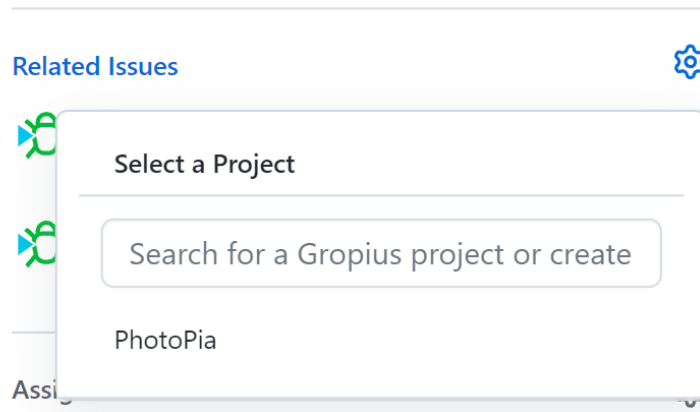 Related Issues
Select a Project
Search for a Gropius project or create
PhotoPia